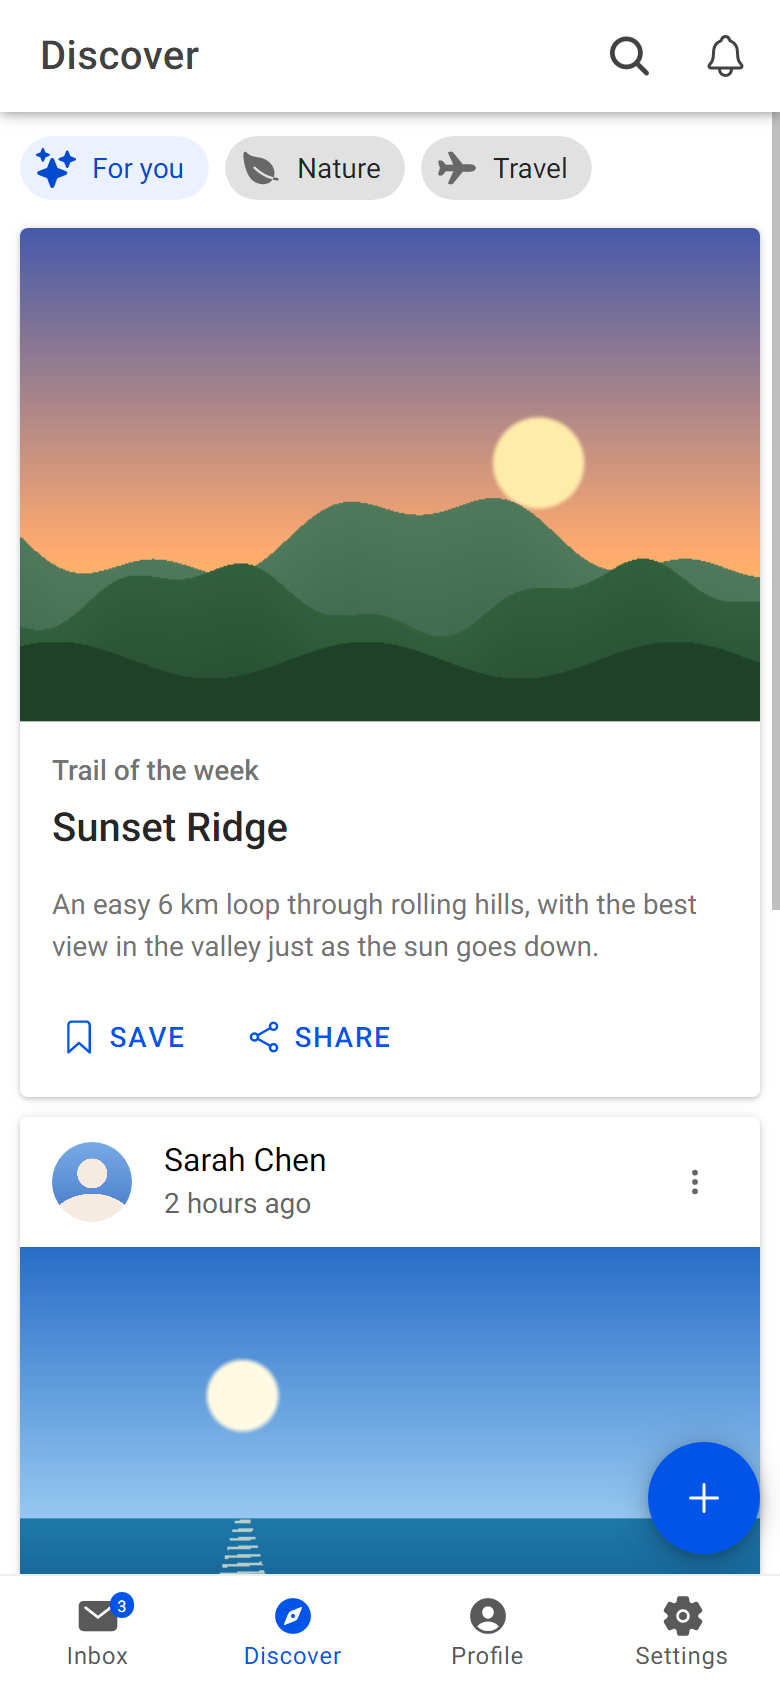 Discover
For you
Nature
Travel
Trail of the week
Sunset Ridge
An easy 6 km loop through rolling hills, with the best
view in the valley just as the sun goes down.
SAVE
SHARE
Sarah Chen
2 hours ago
3
Inbox
Discover
Profile
Settings